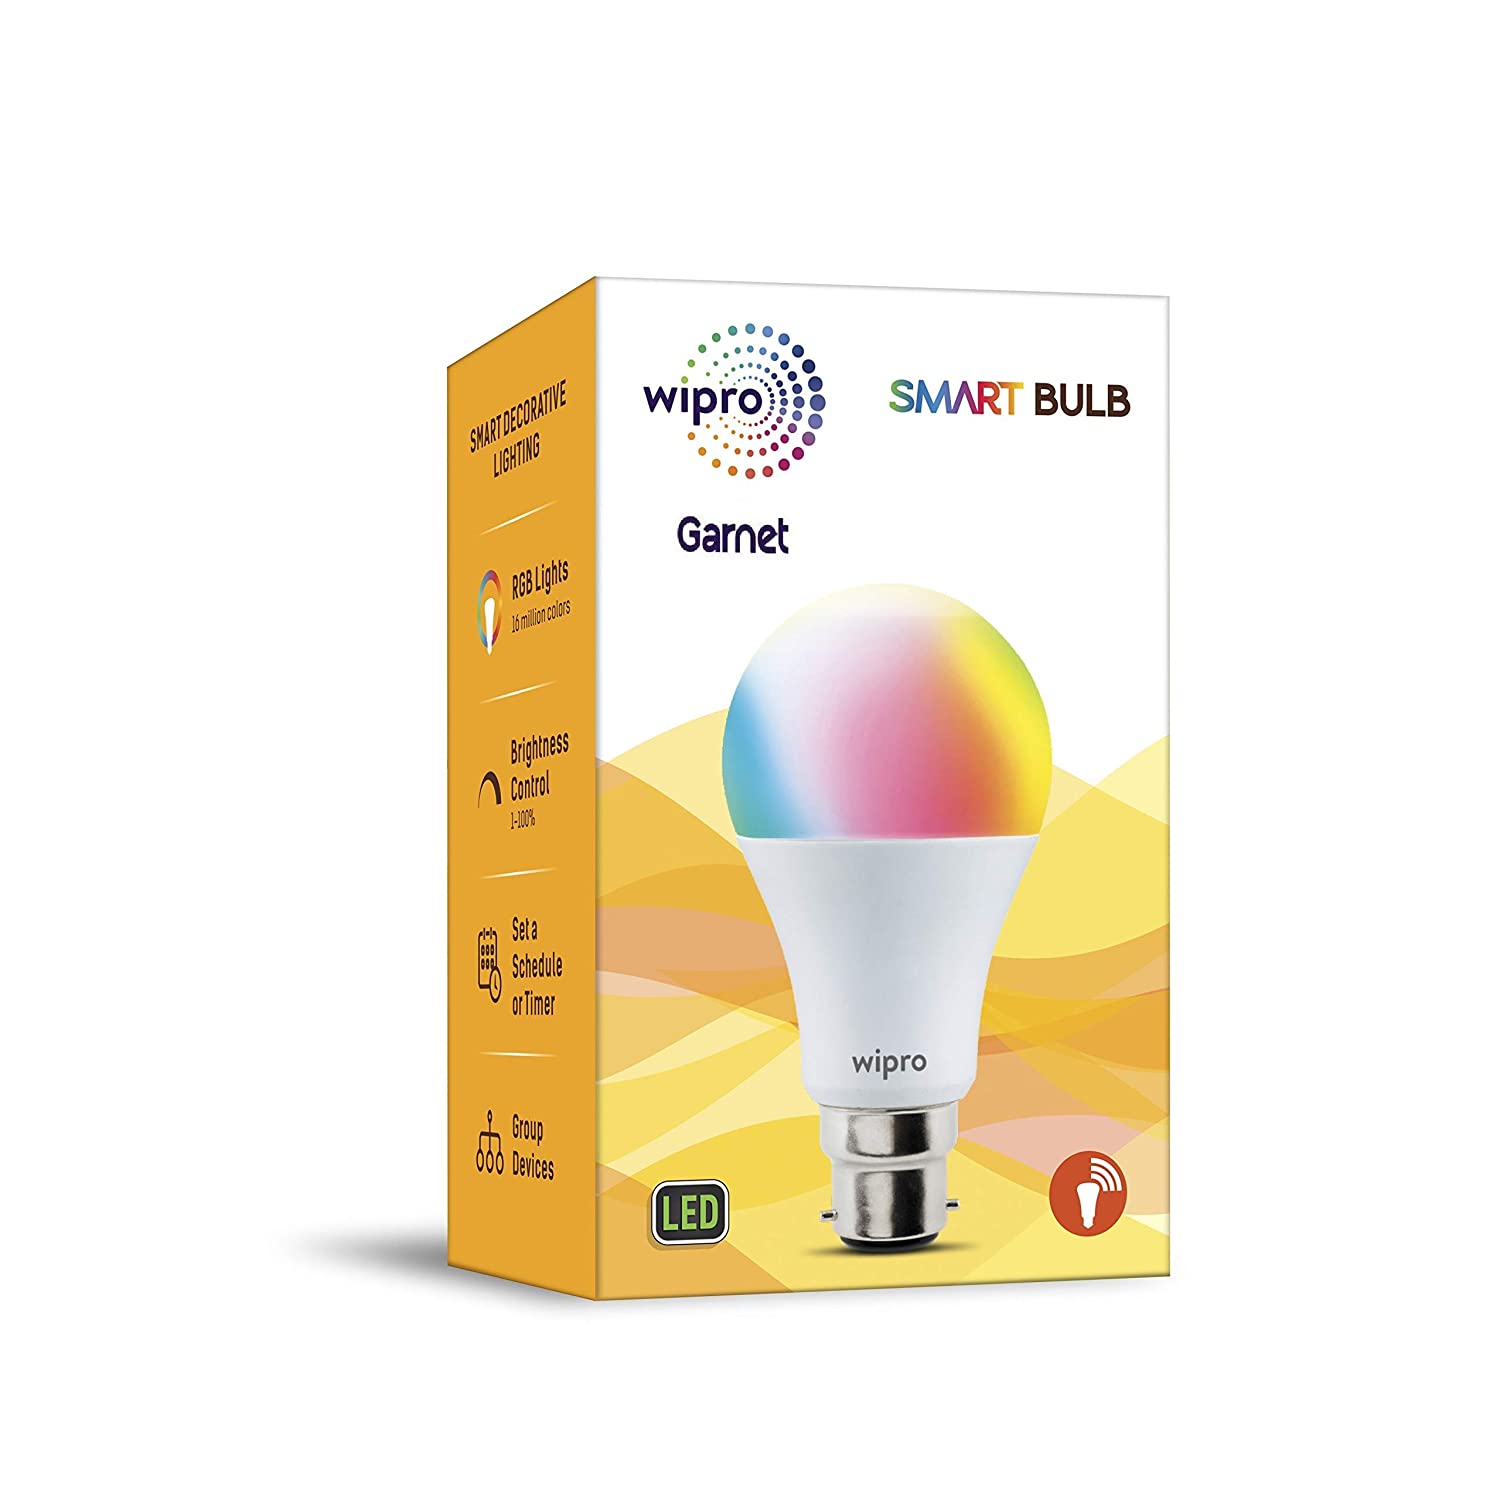 wipro
SMART BULB
Garnet
wipro
LED
SMART DECORATIVE
LIGHTING
RGB Lights
16 million colors
Brightness
Control
1-100%
Set a
Schedule
or Timer
Group
Devices